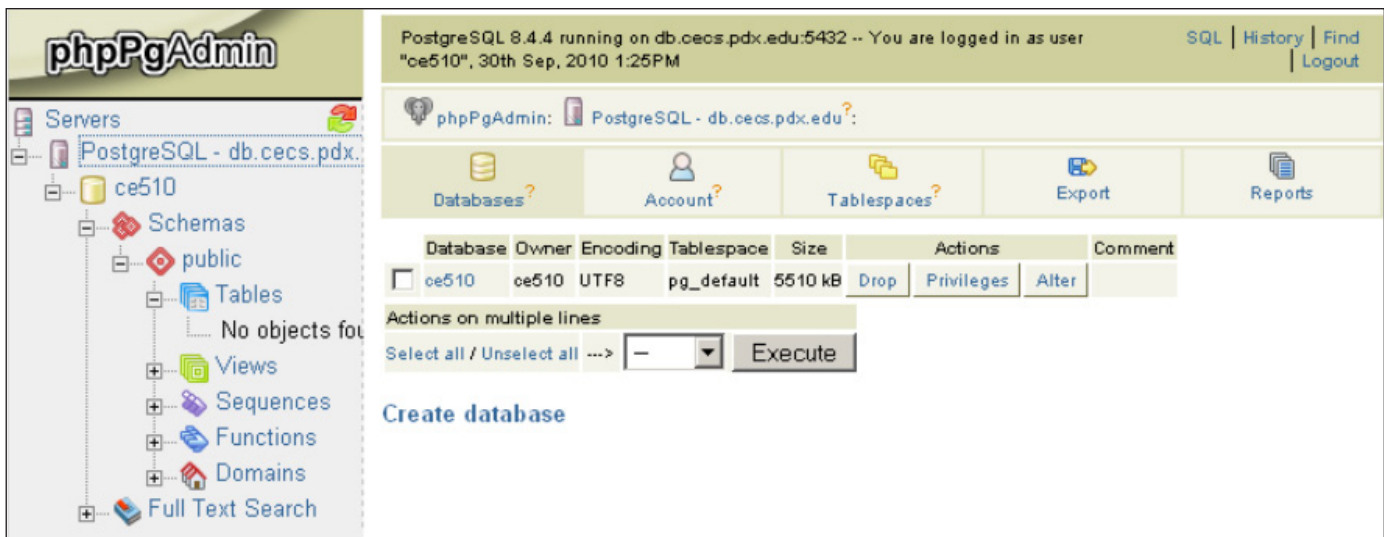 phpPgAdmin
Servers
PostgreSQL - db.cecs.pdx.
ce510
Schemas
public
Tables
No objects fou
Views
Sequences
Functions
Domains
Full Text Search
PostgreSQL 8.4.4 running on db.cecs.pdx.edu:5432 -- You are logged in as user
"ce510", 30th Sep, 2010 1:25PM
SQL | History | Find
| Logout
phpPgAdmin: PostgreSQL - db.cecs.pdx.edu?:
Databases? Account? Tablespaces? Export Reports
Database Owner Encoding Tablespace Size Actions Comment
ce510 ce510 UTF8 pg_default 5510 kB Drop Privileges Alter
Actions on multiple lines
Select all / Unselect all ---> -- Execute
Create database